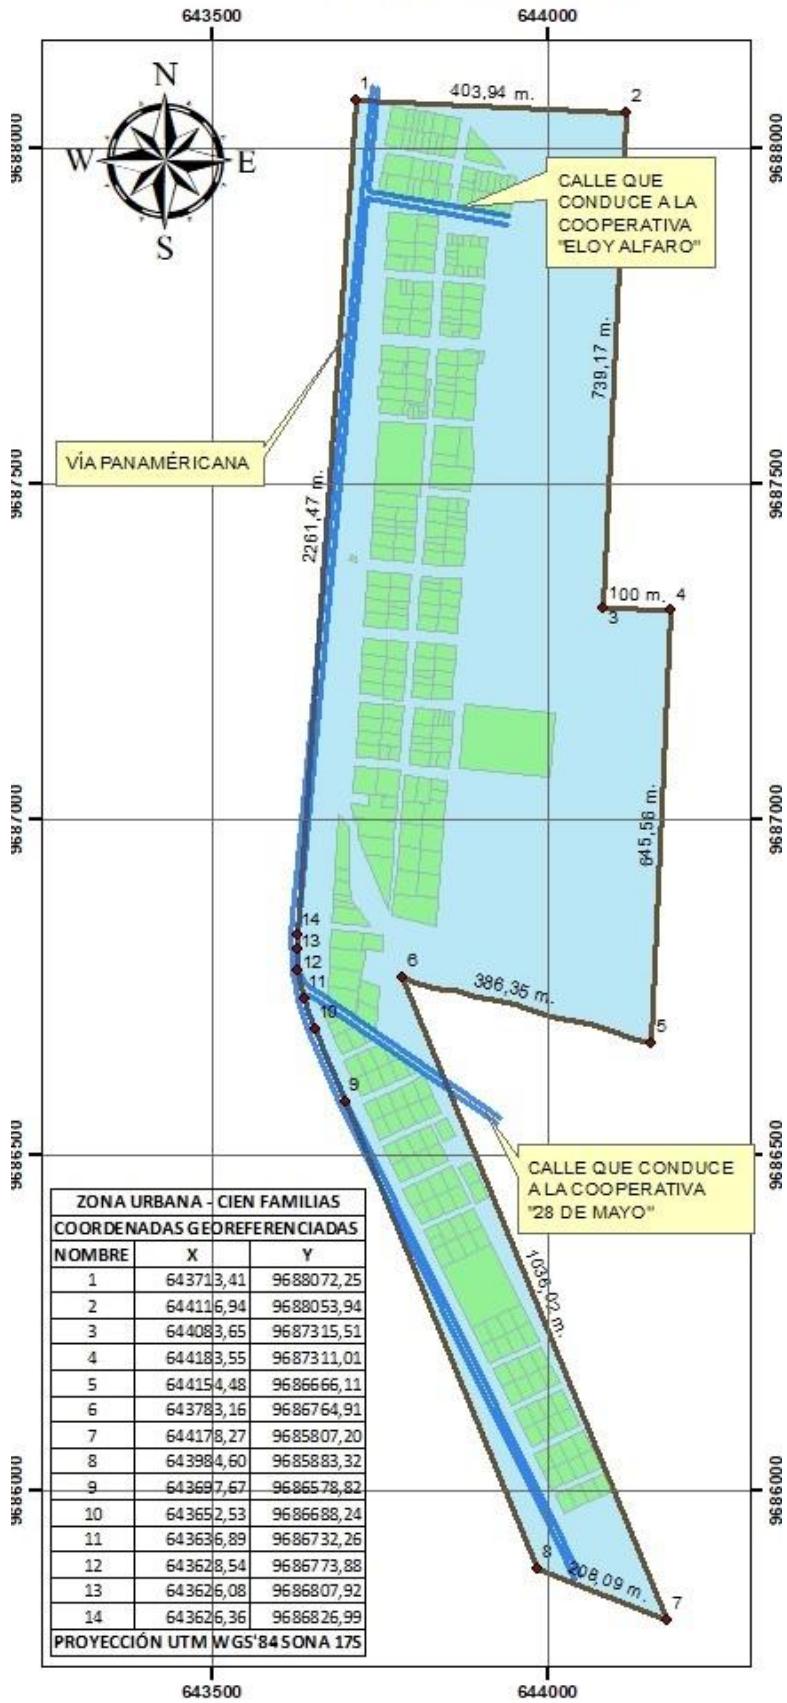 643500 644000
N
W E
S
1
403,94 m.
2
9688000 9688000
CALLE QUE
CONDUCE A LA
COOPERATIVA
"ELOY ALFARO"
739,17 m.
VÍA PANAMÉRICANA
9687500 9687500
2261,47 m.
100 m.
4
3
9687000 9687000
645,58 m.
14
13
12
11
10
6
386,35 m.
5
9
9686500 9686500
CALLE QUE CONDUCE
A LA COOPERATIVA
"28 DE MAYO"
1036,02 m.
ZONA URBANA - CIEN FAMILIAS
COORDENADAS GEOREFERENCIADAS
NOMBRE X Y
1 643713,41 9688072,25
2 644116,94 9688053,94
3 644083,65 9687315,51
4 644183,55 9687311,01
5 644154,48 9686666,11
6 643783,16 9686764,91
7 644178,27 9685807,20
8 643984,60 9685883,32
9 643697,67 9686578,82
10 643652,53 9686688,24
11 643636,89 9686732,26
12 643628,54 9686773,88
13 643626,08 9686807,92
14 643626,36 9686826,99
PROYECCIÓN UTM WGS'84 SONA 17S
9686000 9686000
8
208,09 m.
7
643500 644000